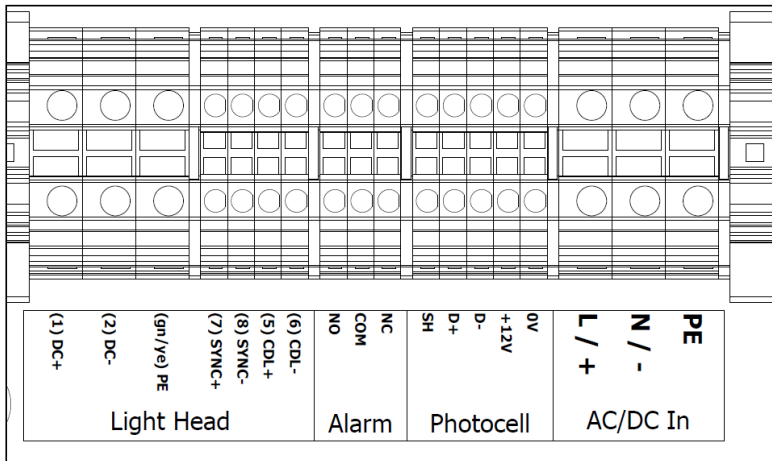 (1) DC+
(2) DC-
(gn/ye) PE
(7) SYNC+
(8) SYNC-
(5) CDL+
(6) CDL-
Light Head
NO
COM
NC
Alarm
SH
D+
D-
+12V
0V
Photocell
L / +
N / -
PE
AC/DC In